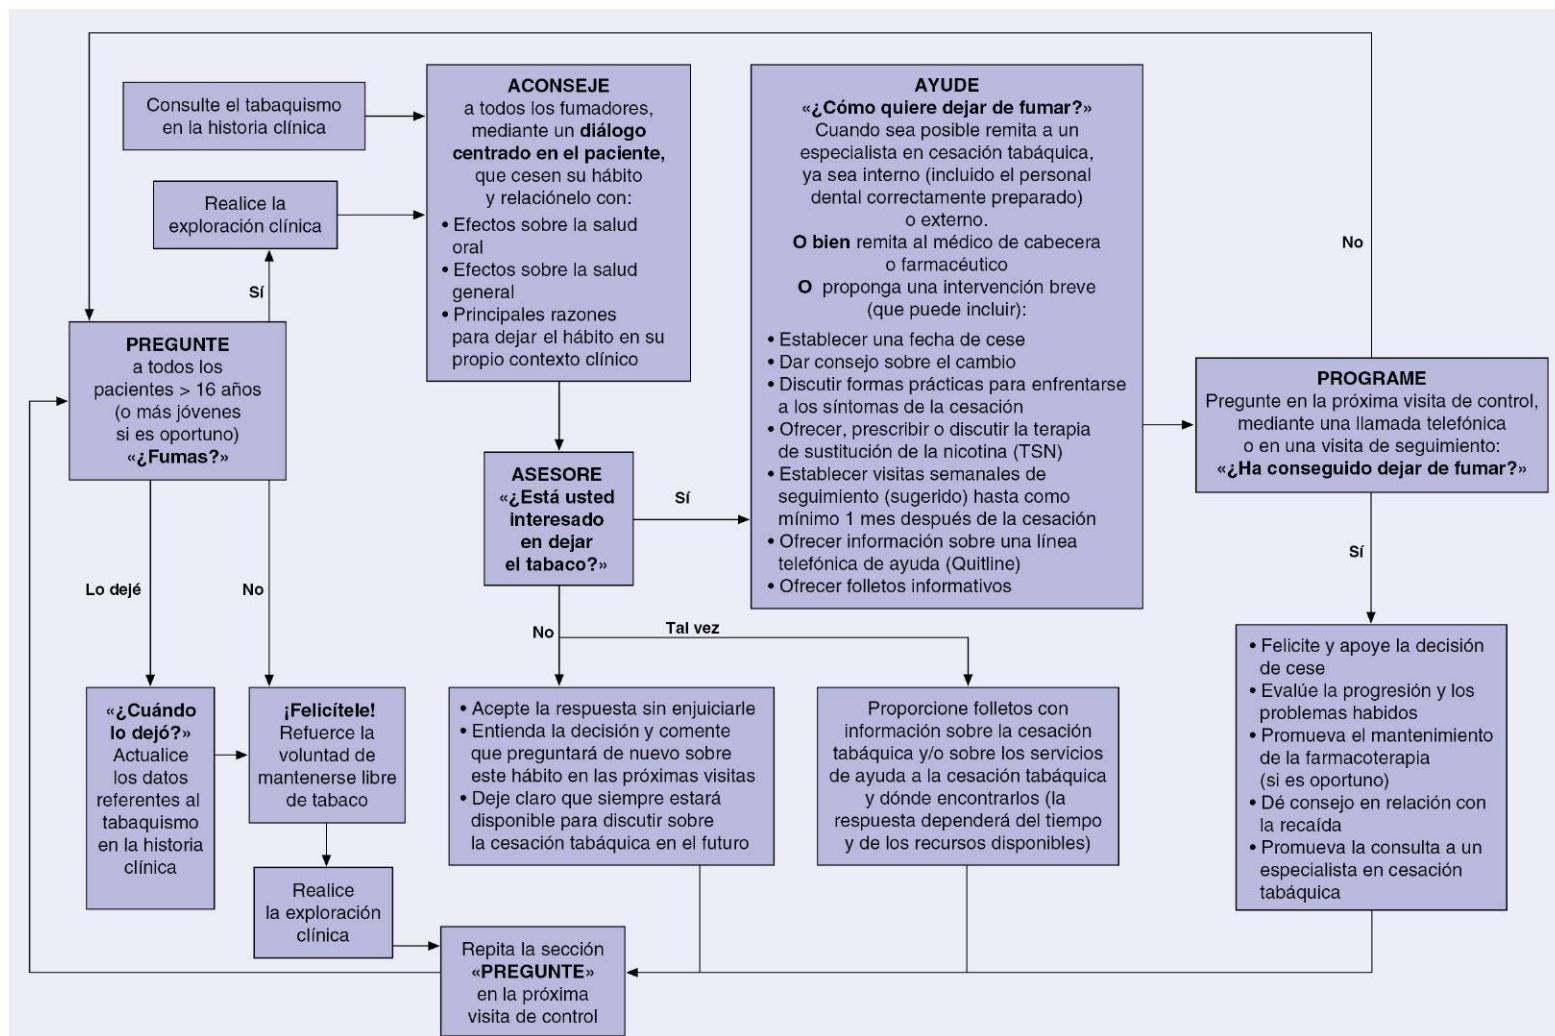 Consulte el tabaquismo
en la historia clínica
Realice la
exploración clínica
Sí
PREGUNTE
a todos los
pacientes > 16 años
(o más jóvenes
si es oportuno)
«¿Fumas?»
Lo dejé
No
«¿Cuándo
lo dejó?»
Actualice
los datos
referentes al
tabaquismo
en la historia
clínica
¡Felicítele!
Refuerce la
voluntad de
mantenerse libre
de tabaco
Realice
la exploración
clínica
ACONSEJE
a todos los fumadores,
mediante un diálogo
centrado en el paciente,
que cesen su hábito
y relaciónelo con:
• Efectos sobre la salud
oral
• Efectos sobre la salud
general
• Principales razones
para dejar el hábito en su
propio contexto clínico
ASESORE
«¿Está usted
interesado
en dejar
el tabaco?»
Sí
No
Tal vez
• Acepte la respuesta sin enjuiciarle
• Entienda la decisión y comente
que preguntará de nuevo sobre
este hábito en las próximas visitas
• Deje claro que siempre estará
disponible para discutir sobre
la cesación tabáquica en el futuro
Proporcione folletos con
información sobre la cesación
tabáquica y/o sobre los servicios
de ayuda a la cesación tabáquica
y dónde encontrarlos (la
respuesta dependerá del tiempo
y de los recursos disponibles)
AYUDE
«¿Cómo quiere dejar de fumar?»
Cuando sea posible remita a un
especialista en cesación tabáquica,
ya sea interno (incluido el personal
dental correctamente preparado)
o externo.
O bien remita al médico de cabecera
o farmacéutico
O proponga una intervención breve
(que puede incluir):
• Establecer una fecha de cese
• Dar consejo sobre el cambio
• Discutir formas prácticas para enfrentarse
a los síntomas de la cesación
• Ofrecer, prescribir o discutir la terapia
de sustitución de la nicotina (TSN)
• Establecer visitas semanales de
seguimiento (sugerido) hasta como
mínimo 1 mes después de la cesación
• Ofrecer información sobre una línea
telefónica de ayuda (Quitline)
• Ofrecer folletos informativos
No
PROGRAME
Pregunte en la próxima visita de control,
mediante una llamada telefónica
o en una visita de seguimiento:
«¿Ha conseguido dejar de fumar?»
Sí
• Felicite y apoye la decisión
de cese
• Evalúe la progresión y los
problemas habidos
• Promueva el mantenimiento
de la farmacoterapia
(si es oportuno)
• Dé consejo en relación con
la recaída
• Promueva la consulta a un
especialista en cesación
tabáquica
Repita la sección
«PREGUNTE»
en la próxima
visita de control